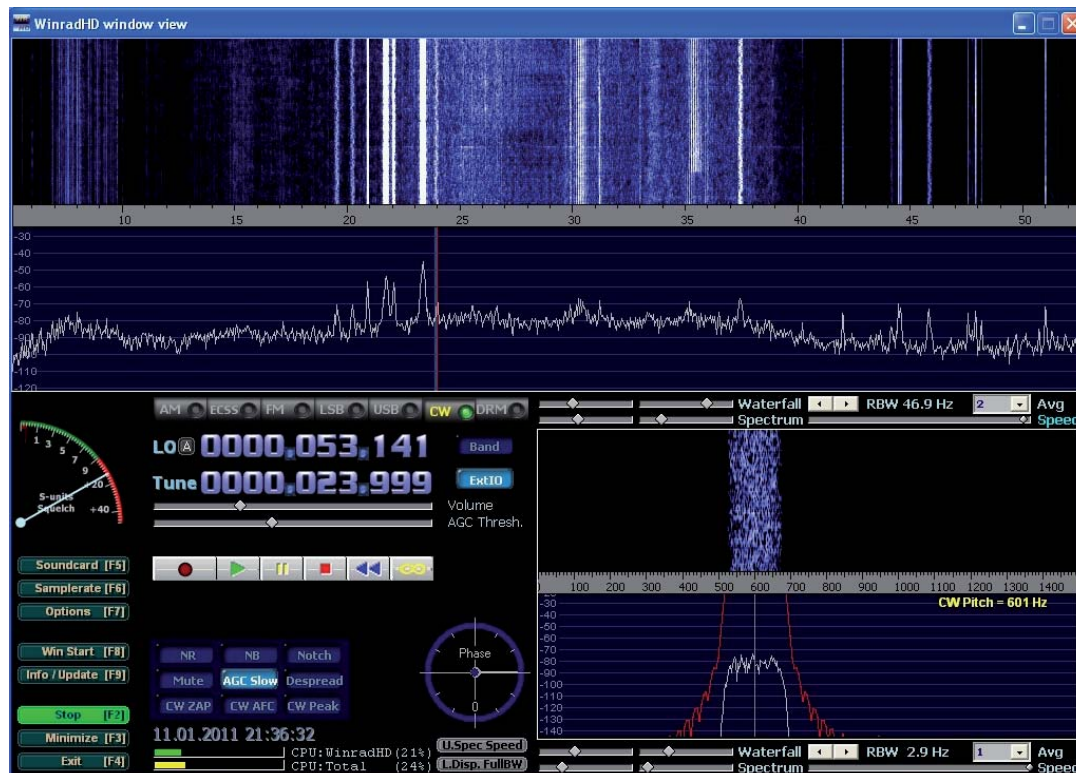 WinradHD window view
10 15 20 25 30 35 40 45 50
-30
-40
-50
-60
-70
-80
-90
-100
-110
-120
AM ECSS FM LSB USB CW DRM
Waterfall RBW 46.9 Hz 2 Avg
Spectrum Speed
LO A 0000.053.141 Band
Tune 0000.023.999 ExtIO
Volume
AGC Thresh.
1 3 5 7 9 +20 +40
S-units
Squelch
Soundcard [F5]
Samplerate [F6]
Options [F7]
Win Start [F8]
Info / Update [F9]
Stop [F2]
Minimize [F3]
Exit [F4]
NR NB Notch
Mute AGC Slow Despread
CW ZAP CW AFC CW Peak
Phase
0
11.01.2011 21:36:32
CPU:WinradHD (21%)
CPU:Total (24%)
U.Spec Speed
L.Disp. FullBW
0 100 200 300 400 500 600 700 800 900 1000 1100 1200 1300 1400
CW Pitch = 601 Hz
-30
-40
-50
-60
-70
-80
-90
-100
-110
-120
-130
-140
Waterfall RBW 2.9 Hz 1 Avg
Spectrum Speed